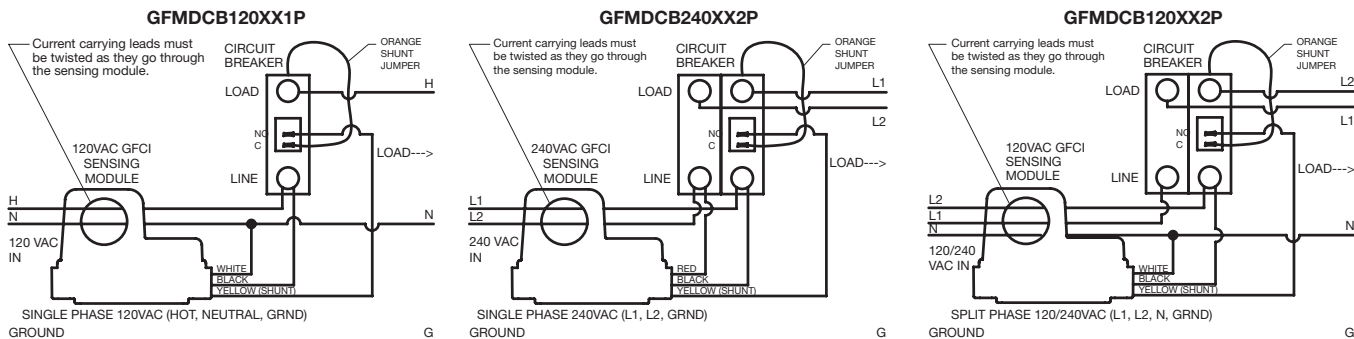 GFMDCB120XX1P
Current carrying leads must
be twisted as they go through
the sensing module.
CIRCUIT
BREAKER
ORANGE
SHUNT
JUMPER
LOAD
H
NO
C
120VAC GFCI
SENSING
MODULE
LOAD--->
LINE
H
N
N
120 VAC
IN
WHITE
BLACK
YELLOW (SHUNT)
SINGLE PHASE 120VAC (HOT, NEUTRAL, GRND)
GROUND
G
GFMDCB240XX2P
Current carrying leads must
be twisted as they go through
the sensing module.
CIRCUIT
BREAKER
ORANGE
SHUNT
JUMPER
LOAD
L1
L2
NO
C
240VAC GFCI
SENSING
MODULE
LOAD--->
LINE
L1
L2
240 VAC
IN
RED
BLACK
YELLOW (SHUNT)
SINGLE PHASE 240VAC (L1, L2, GRND)
GROUND
G
GFMDCB120XX2P
Current carrying leads must
be twisted as they go through
the sensing module.
CIRCUIT
BREAKER
ORANGE
SHUNT
JUMPER
LOAD
L2
L1
NO
C
120VAC GFCI
SENSING
MODULE
LOAD--->
LINE
L2
L1
N
N
120/240
VAC IN
WHITE
BLACK
YELLOW (SHUNT)
SPLIT PHASE 120/240VAC (L1, L2, N, GRND)
GROUND
G